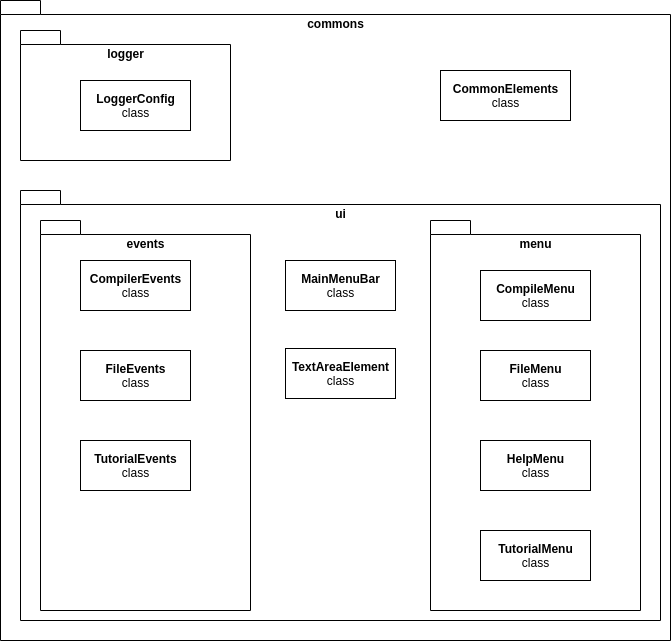 commons
logger
LoggerConfig
class
CommonElements
class
ui
events
CompilerEvents
class
FileEvents
class
TutorialEvents
class
MainMenuBar
class
TextAreaElement
class
menu
CompileMenu
class
FileMenu
class
HelpMenu
class
TutorialMenu
class